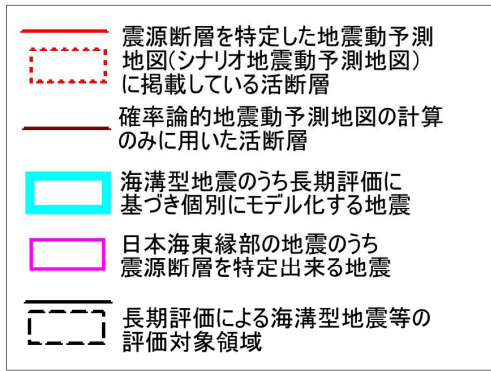 震源断層を特定した地震動予測
地図(シナリオ地震動予測地図)
に掲載している活断層
確率論的地震動予測地図の計算
のみに用いた活断層
海溝型地震のうち長期評価に
基づき個別にモデル化する地震
日本海東縁部の地震のうち
震源断層を特定出来る地震
長期評価による海溝型地震等の
評価対象領域